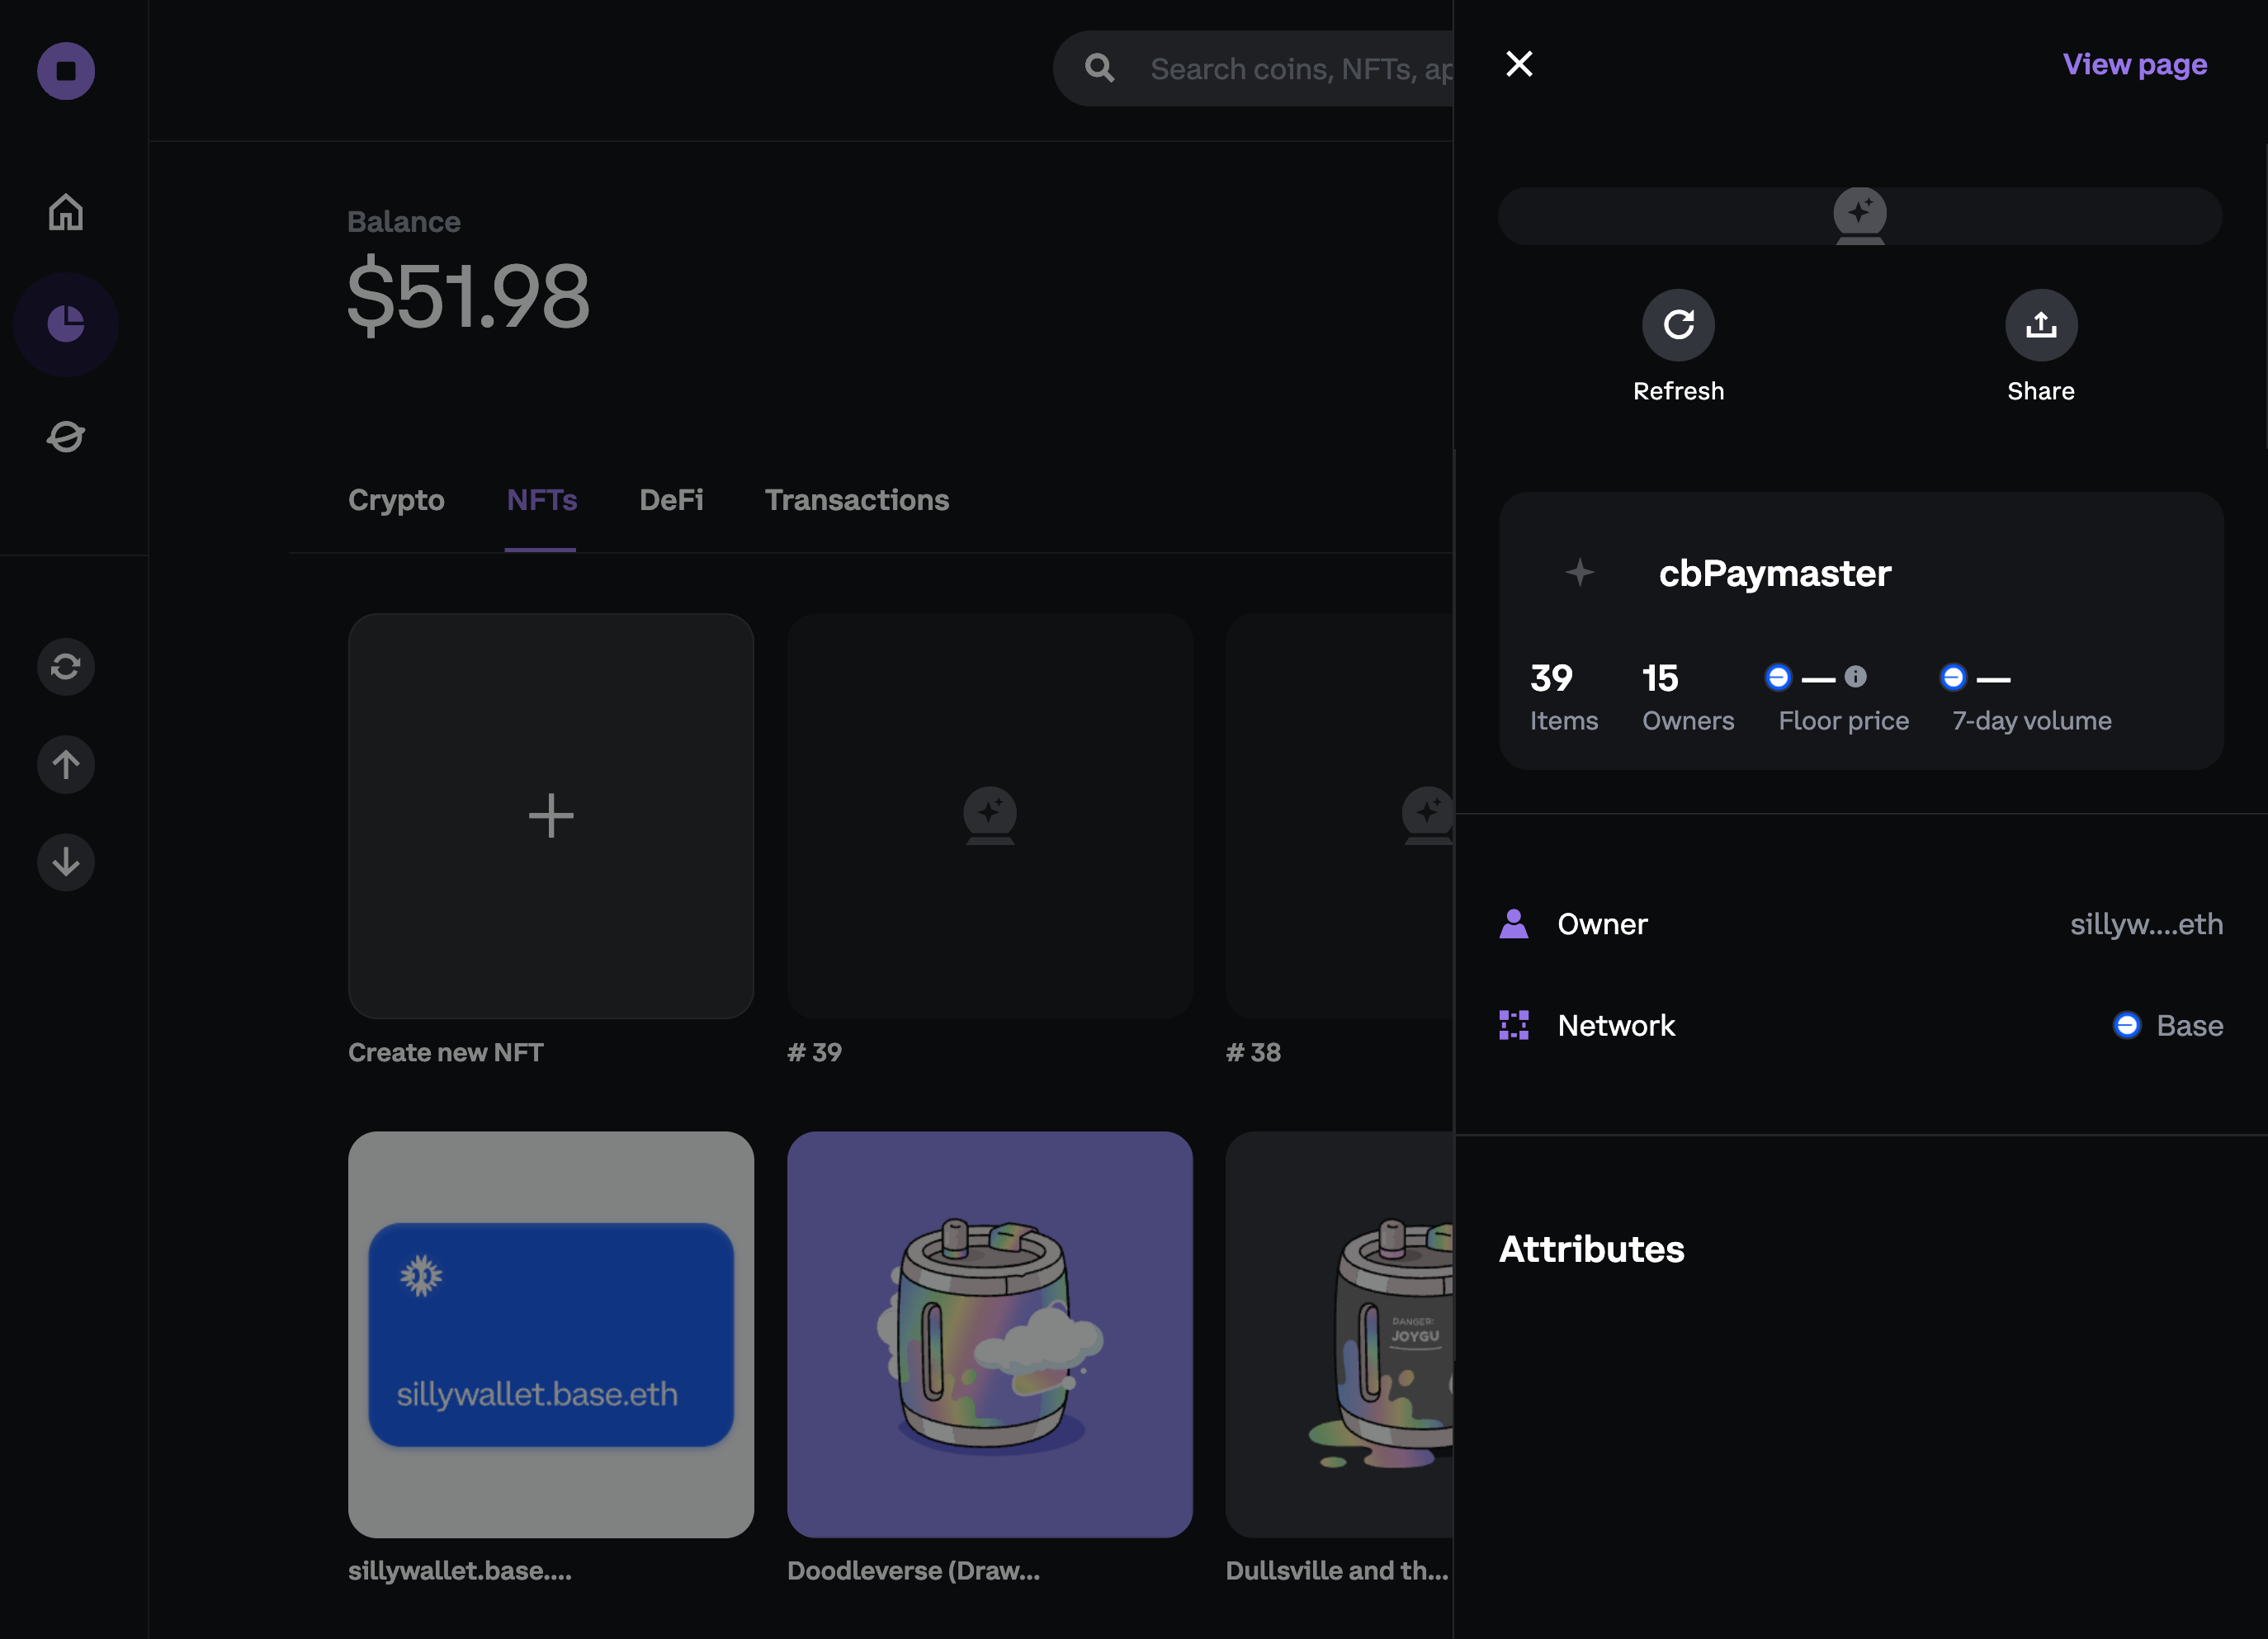 Search coins, NFTs, ap
View page
Balance
$51.98
Refresh
Share
Crypto
NFTs
DeFi
Transactions
cbPaymaster
39
Items
15
Owners
—
Floor price
—
7-day volume
Create new NFT
# 39
# 38
Owner
sillyw....eth
Network
Base
Attributes
sillywallet.base.eth
DANGER:
JOYGU
sillywallet.base....
Doodleverse (Draw...
Dullsville and th...